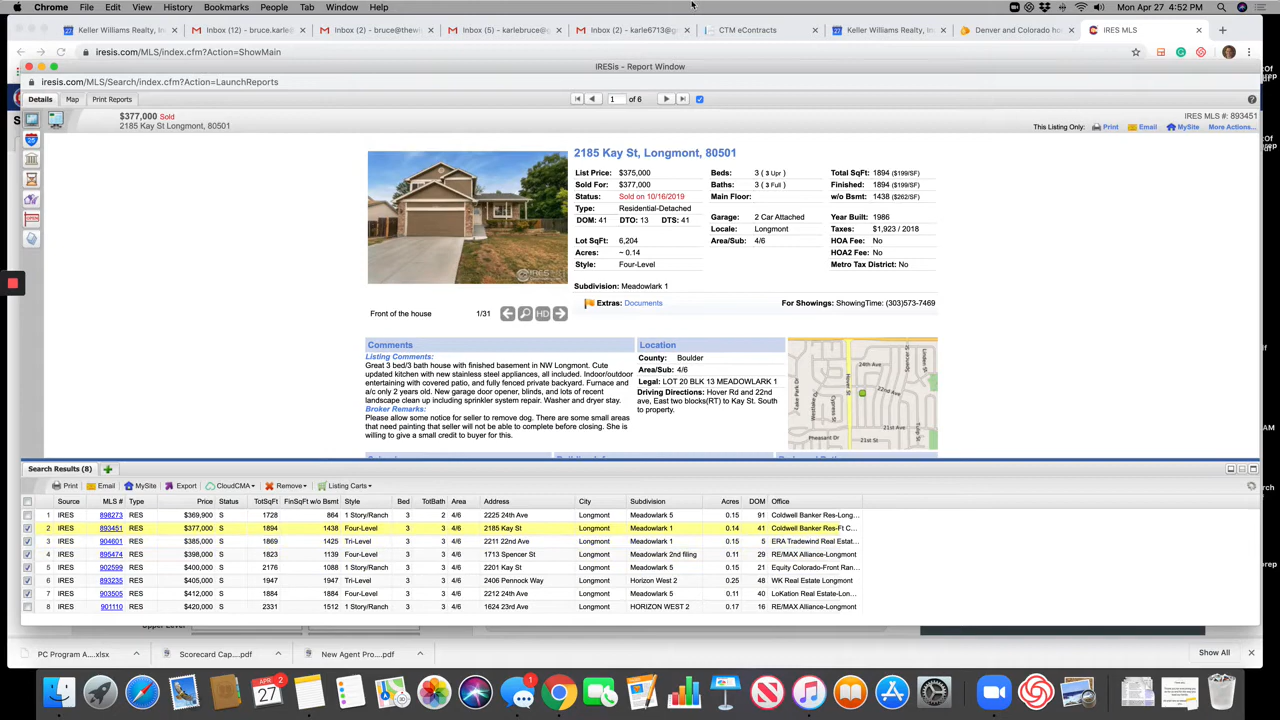 Chrome File Edit View History Bookmarks People Tab Window Help Mon Apr 27 4:52 PM
Keller Williams Realty, In Inbox (12) - bruce.karle Inbox (2) - bruce@thew Inbox (5) - karlebruce@g Inbox (2) - karle6713@gr CTM eContracts Keller Williams Realty, In Denver and Colorado ho IRES MLS
iresis.com/MLS/index.cfm?Action=ShowMain
IRESis - Report Window
iresis.com/MLS/Search/index.cfm?Action=LaunchReports
Details Map Print Reports 1 of 6
$377,000 Sold IRES MLS #: 893451
2185 Kay St Longmont, 80501 This Listing Only: Print Email MySite More Actions...
2185 Kay St, Longmont, 80501
List Price: $375,000 Beds: 3 ( 3 Upr ) Total SqFt: 1894 ($199/SF)
Sold For: $377,000 Baths: 3 ( 3 Full ) Finished: 1894 ($199/SF)
Status: Sold on 10/16/2019 Main Floor: w/o Bsmt: 1438 ($262/SF)
Type: Residential-Detached
DOM: 41 DTO: 13 DTS: 41 Garage: 2 Car Attached Year Built: 1986
Locale: Longmont Taxes: $1,923 / 2018
Lot SqFt: 6,204 Area/Sub: 4/6 HOA Fee: No
Acres: ~ 0.14 HOA2 Fee: No
Style: Four-Level Metro Tax District: No
IRES MLS
Subdivision: Meadowlark 1
Extras: Documents For Showings: ShowingTime: (303)573-7469
Front of the house 1/31 HD
Comments Location
Listing Comments:
Great 3 bed/3 bath house with finished basement in NW Longmont. Cute
updated kitchen with new stainless steel appliances, all included. Indoor/outdoor
entertaining with covered patio, and fully fenced private backyard. Furnace and
a/c only 2 years old. New garage door opener, blinds, and lots of recent
landscape clean up including sprinkler system repair. Washer and dryer stay.
Broker Remarks:
Please allow some notice for seller to remove dog. There are some small areas
that need painting that seller will not be able to complete before closing. She is
willing to give a small credit to buyer for this.
County: Boulder
Area/Sub: 4/6
Legal: LOT 20 BLK 13 MEADOWLARK 1
Driving Directions: Hover Rd and 22nd
ave, East two blocks(RT) to Kay St. South
to property.
24th Ave
22nd Ave
21st Ave
21st St
Pheasant Dr
Lake Park Dr
Hover St
Cypress St
Spencer St
Linden St
Search Results (8)
Print Email MySite Export CloudCMA Remove Listing Carts
Source MLS # Type Price Status TotSqFt FinSqFt w/o Bsmt Style Bed TotBath Area Address City Subdivision Acres DOM Office
1 IRES 898273 RES $369,900 S 1728 864 1 Story/Ranch 3 2 4/6 2225 24th Ave Longmont Meadowlark 5 0.15 91 Coldwell Banker Res-Long...
2 IRES 893451 RES $377,000 S 1894 1438 Four-Level 3 3 4/6 2185 Kay St Longmont Meadowlark 1 0.14 41 Coldwell Banker Res-Ft C...
3 IRES 904601 RES $385,000 S 1869 1425 Tri-Level 3 3 4/6 2211 22nd Ave Longmont Meadowlark 1 0.15 5 ERA Tradewind Real Estat...
4 IRES 895474 RES $398,000 S 1823 1139 Four-Level 3 3 4/6 1713 Spencer St Longmont Meadowlark 2nd filing 0.11 29 RE/MAX Alliance-Longmont
5 IRES 902599 RES $400,000 S 2176 1088 1 Story/Ranch 3 3 4/6 2201 Kay St Longmont Meadowlark 5 0.15 21 Equity Colorado-Front Ran...
6 IRES 893235 RES $405,000 S 1947 1947 Tri-Level 3 3 4/6 2406 Pennock Way Longmont Horizon West 2 0.25 48 WK Real Estate Longmont
7 IRES 903505 RES $412,000 S 1884 1884 Four-Level 3 3 4/6 2212 24th Ave Longmont Meadowlark 5 0.11 40 LoKation Real Estate-Long...
8 IRES 901110 RES $420,000 S 2331 1512 1 Story/Ranch 3 3 4/6 1624 23rd Ave Longmont HORIZON WEST 2 0.17 16 RE/MAX Alliance-Longmont
PC Program A....xlsx Scorecard Cap....pdf New Agent Pro....pdf Show All
APR 27 2 1